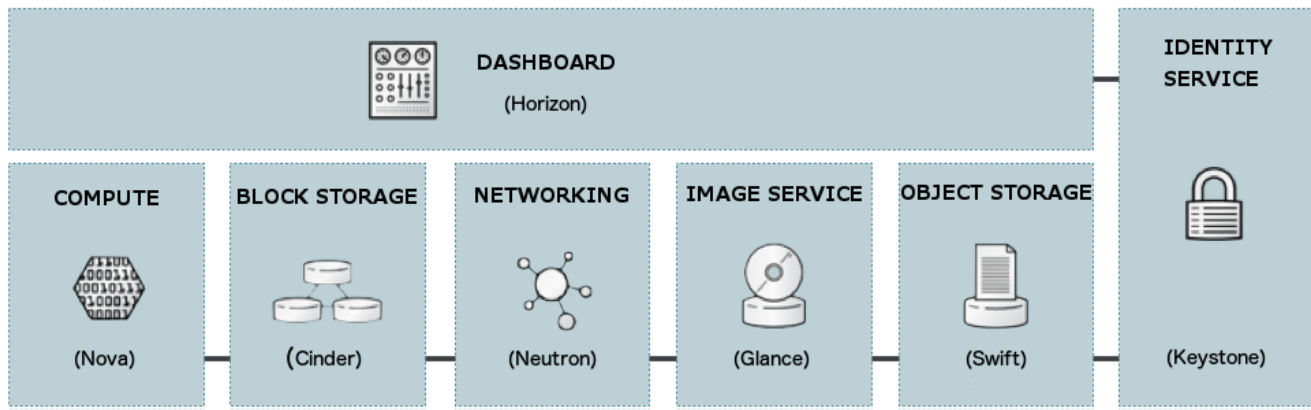 DASHBOARD
(Horizon)
IDENTITY
SERVICE
(Keystone)
COMPUTE
(Nova)
BLOCK STORAGE
(Cinder)
NETWORKING
(Neutron)
IMAGE SERVICE
(Glance)
OBJECT STORAGE
(Swift)